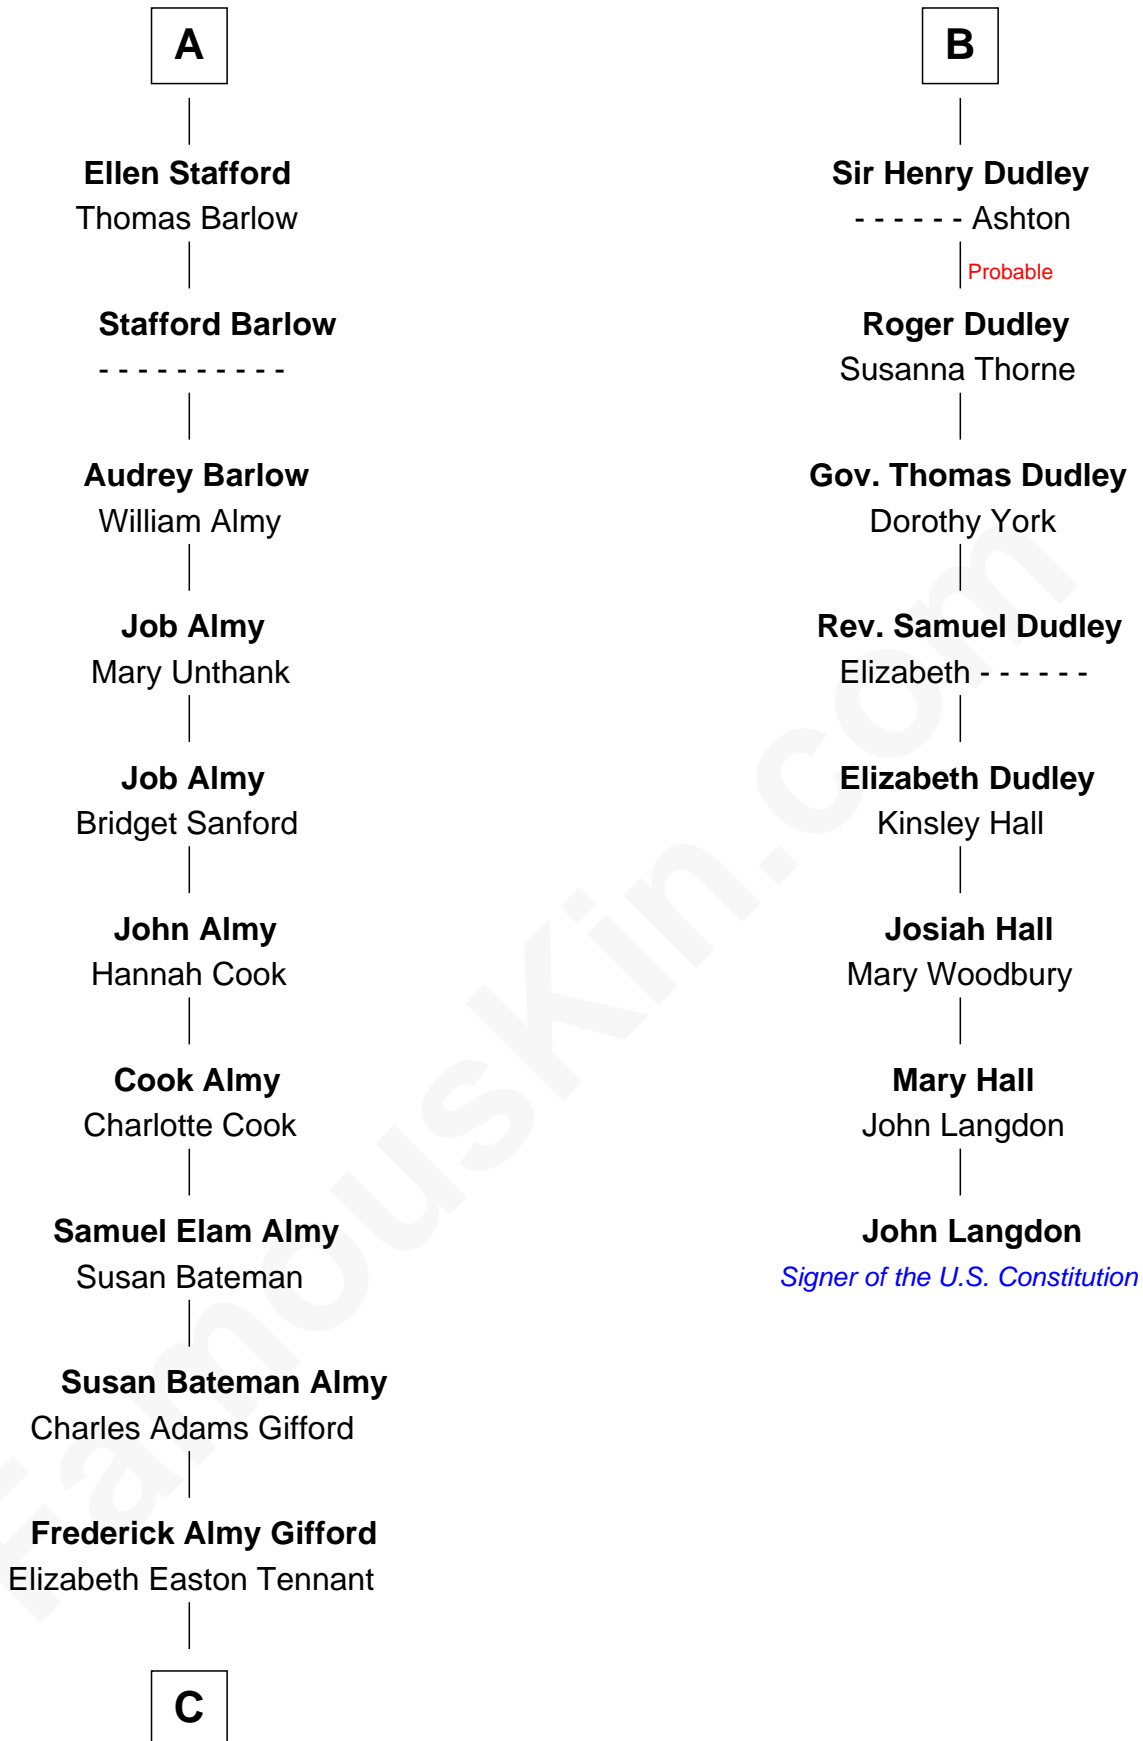 A
Ellen Stafford
Thomas Barlow
Stafford Barlow
- - - - - - - - - -
Audrey Barlow
William Almy
Job Almy
Mary Unthank
Job Almy
Bridget Sanford
John Almy
Hannah Cook
Cook Almy
Charlotte Cook
Samuel Elam Almy
Susan Bateman
Susan Bateman Almy
Charles Adams Gifford
Frederick Almy Gifford
Elizabeth Easton Tennant
C
B
Sir Henry Dudley
- - - - - - Ashton
Probable
Roger Dudley
Susanna Thorne
Gov. Thomas Dudley
Dorothy York
Rev. Samuel Dudley
Elizabeth - - - - - -
Elizabeth Dudley
Kinsley Hall
Josiah Hall
Mary Woodbury
Mary Hall
John Langdon
John Langdon
Signer of the U.S. Constitution
FamousKin.com